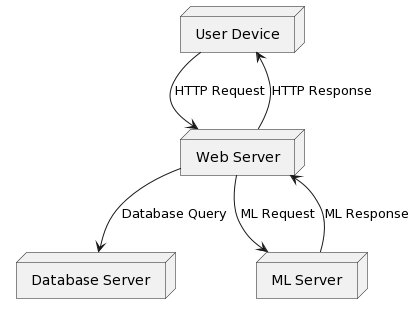 User Device
HTTP Request
HTTP Response
Web Server
Database Query
ML Request
ML Response
Database Server
ML Server